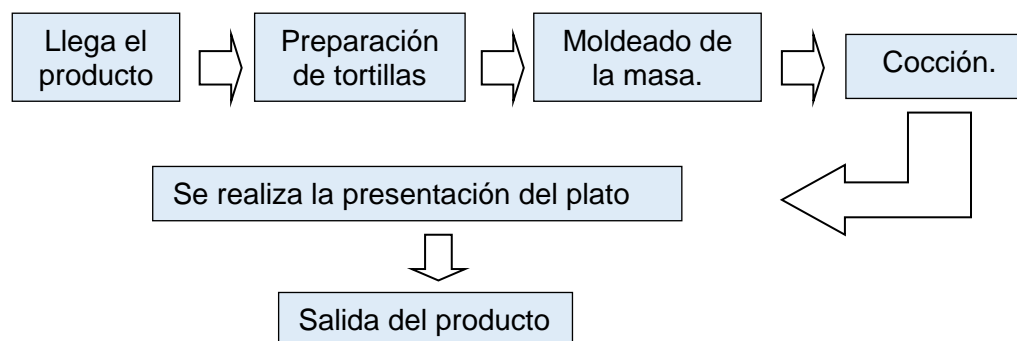 Llega el
producto
Preparación
de tortillas
Moldeado de
la masa.
Cocción.
Se realiza la presentación del plato
Salida del producto